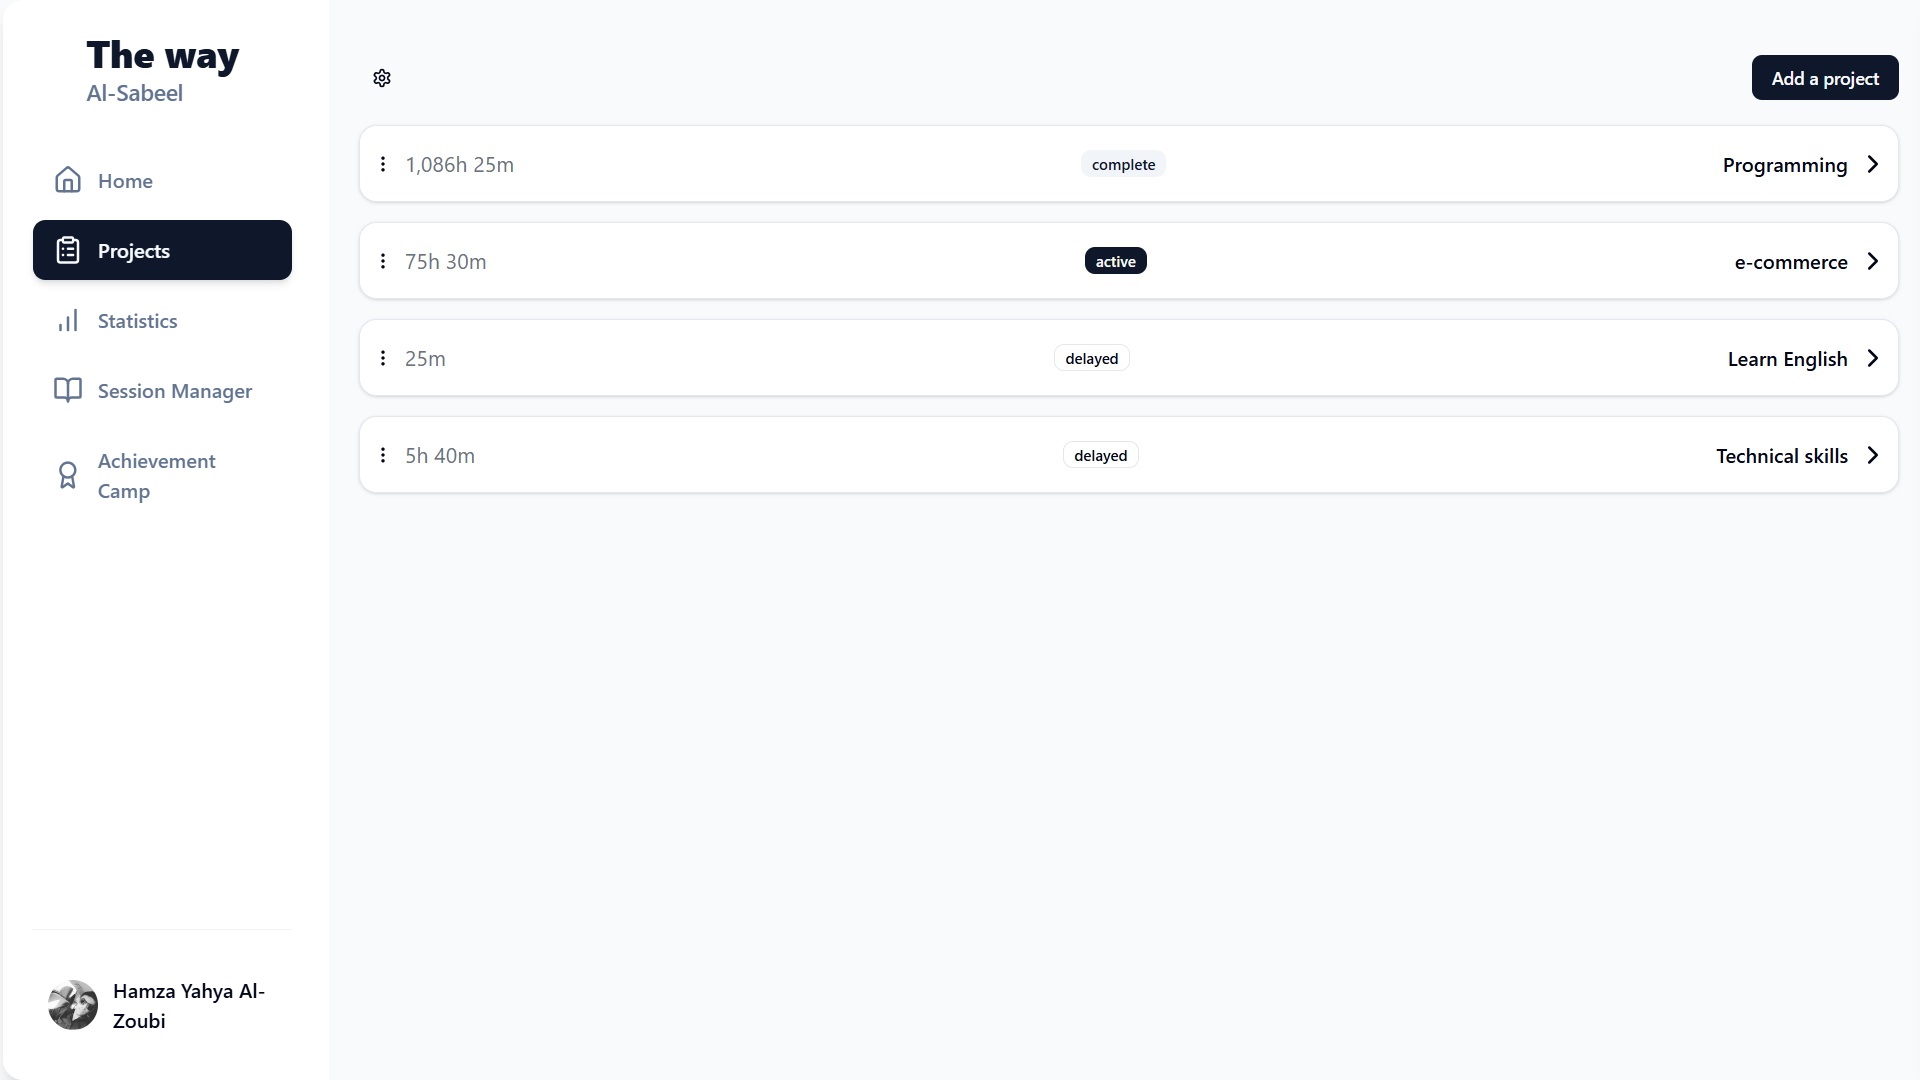 The way
Al-Sabeel
Home
Projects
Statistics
Session Manager
Achievement
Camp
Hamza Yahya Al-
Zoubi
Add a project
1,086h 25m complete Programming
75h 30m active e-commerce
25m delayed Learn English
5h 40m delayed Technical skills